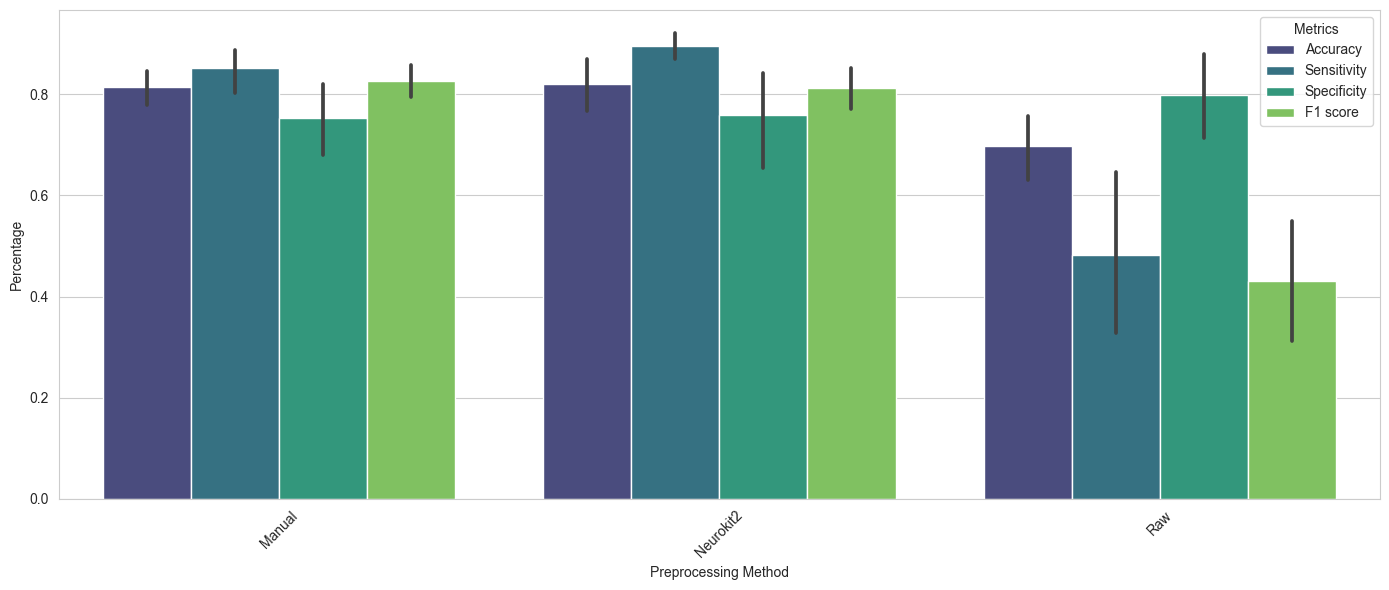 Metrics
Accuracy
Sensitivity
Specificity
F1 score
Percentage
0.8
0.6
0.4
0.2
0.0
Manual
Neurokit2
Raw
Preprocessing Method